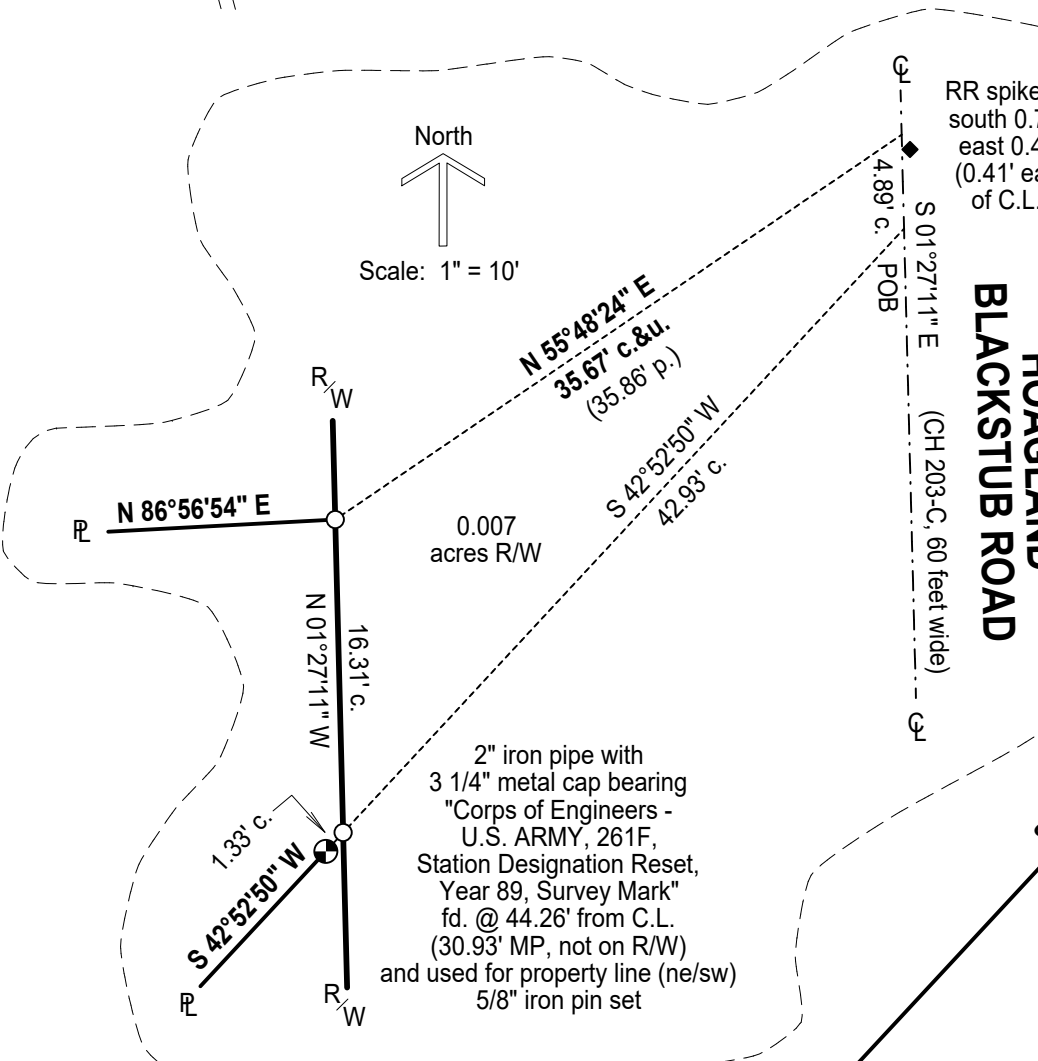 North
Scale: 1" = 10'
℄
RR spike
south 0.7
east 0.4
(0.41' ea
of C.L.
4.89' c.
POB
S 01°27'11" E
(CH 203-C, 60 feet wide)
BLACKSTUB ROAD
N 55°48'24" E
35.67' c.&u.
(35.86' p.)
S 42°52'50" W
42.93' c.
R/W
N 86°56'54" E
PL
0.007
acres R/W
16.31' c.
N 01°27'11" W
℄
1.33' c.
S 42°52'50" W
PL
R/W
2" iron pipe with
3 1/4" metal cap bearing
"Corps of Engineers -
U.S. ARMY, 261F,
Station Designation Reset,
Year 89, Survey Mark"
fd. @ 44.26' from C.L.
(30.93' MP, not on R/W)
and used for property line (ne/sw)
5/8" iron pin set